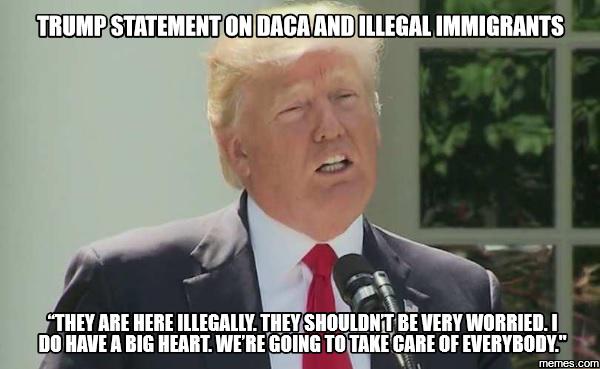 TRUMP STATEMENT ON DACA AND ILLEGAL IMMIGRANTS
“THEY ARE HERE ILLEGALLY. THEY SHOULDN'T BE VERY WORRIED. I
DO HAVE A BIG HEART. WE’RE GOING TO TAKE CARE OF EVERYBODY."
memes.com